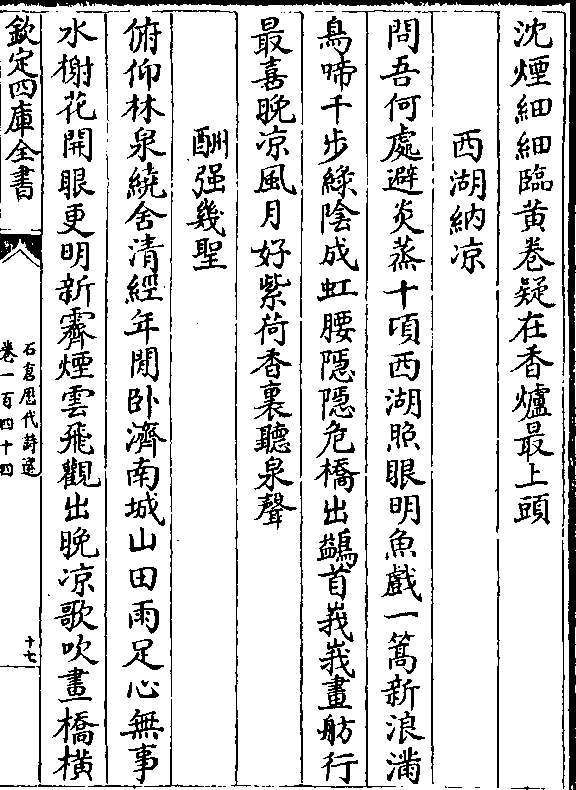 沈煙細細臨黃卷疑在香爐最上頭
西湖納凉
問吾何處避炎蒸十頃西湖照眼明魚戲一篙新浪滿
鳥啼千步綠陰成虹腰隱隱危橋出鷁首峩峩畫舫行
最喜晚凉風月好紫荷香裏聽泉聲
酬强幾聖
俯仰林泉繞舍清經年閒卧濟南城山田雨足心無事
水榭花開眼更明新霽煙雲飛觀出晚凉歌吹畫橋橫
欽定四庫全書
石倉歷代詩選
卷一百四十四
十七